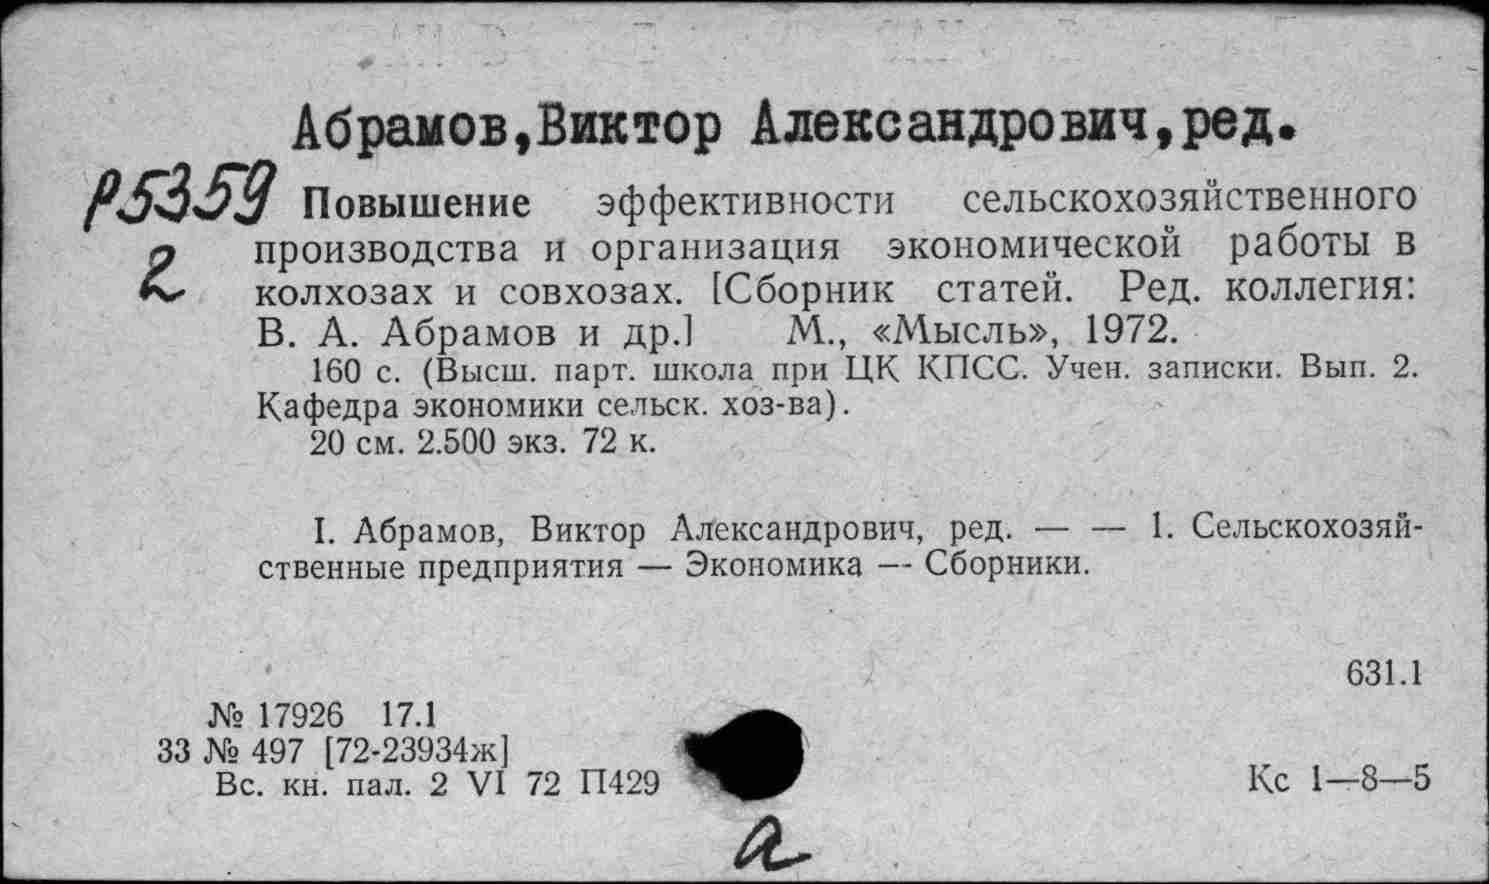 Абрамов,Виктор Александрович,ред.
Р5359
2
Повышение эффективности сельскохозяйственного
производства и организация экономической работы в
колхозах и совхозах. [Сборник статей. Ред. коллегия:
В. А. Абрамов и др.] М., «Мысль», 1972.
160 с. (Высш. парт. школа при ЦК КПСС. Учен. записки. Вып. 2.
Кафедра экономики сельск. хоз-ва).
20 см. 2.500 экз. 72 к.
I. Абрамов, Виктор Александрович, ред. — — 1. Сельскохозяй-
ственные предприятия — Экономика — Сборники.
631.1
№ 17926 17.1
33 № 497 [72-23934ж]
Вс. кн. пал. 2 VI 72 П429
Кс 1—8—5
а